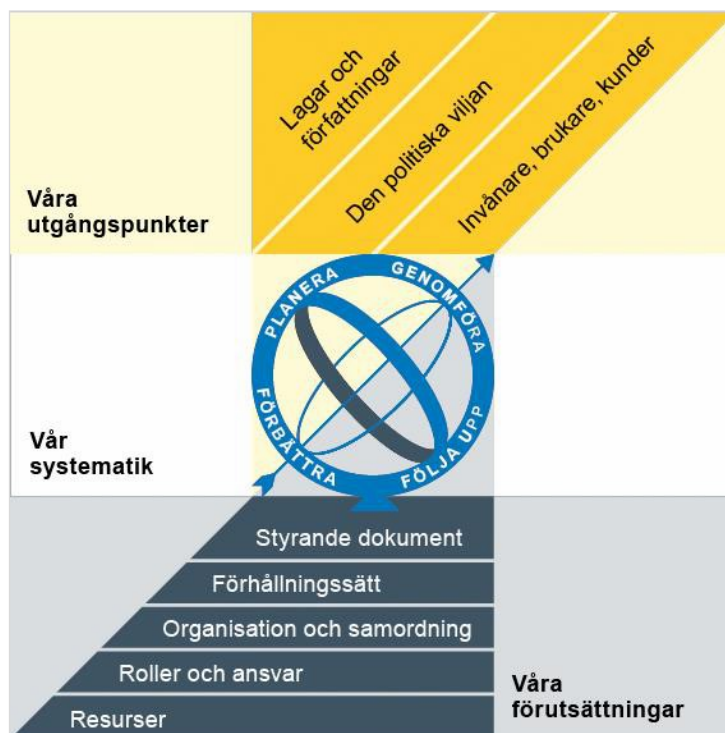 Lagar och
författningar
Den politiska viljan
Invånare, brukare, kunder
Våra
utgångspunkter
PLANERA
GENOMFÖRA
FÖLJA UPP
FÖRBÄTTRA
Vår
systematik
Styrande dokument
Förhållningssätt
Organisation och samordning
Roller och ansvar
Resurser
Våra
förutsättningar